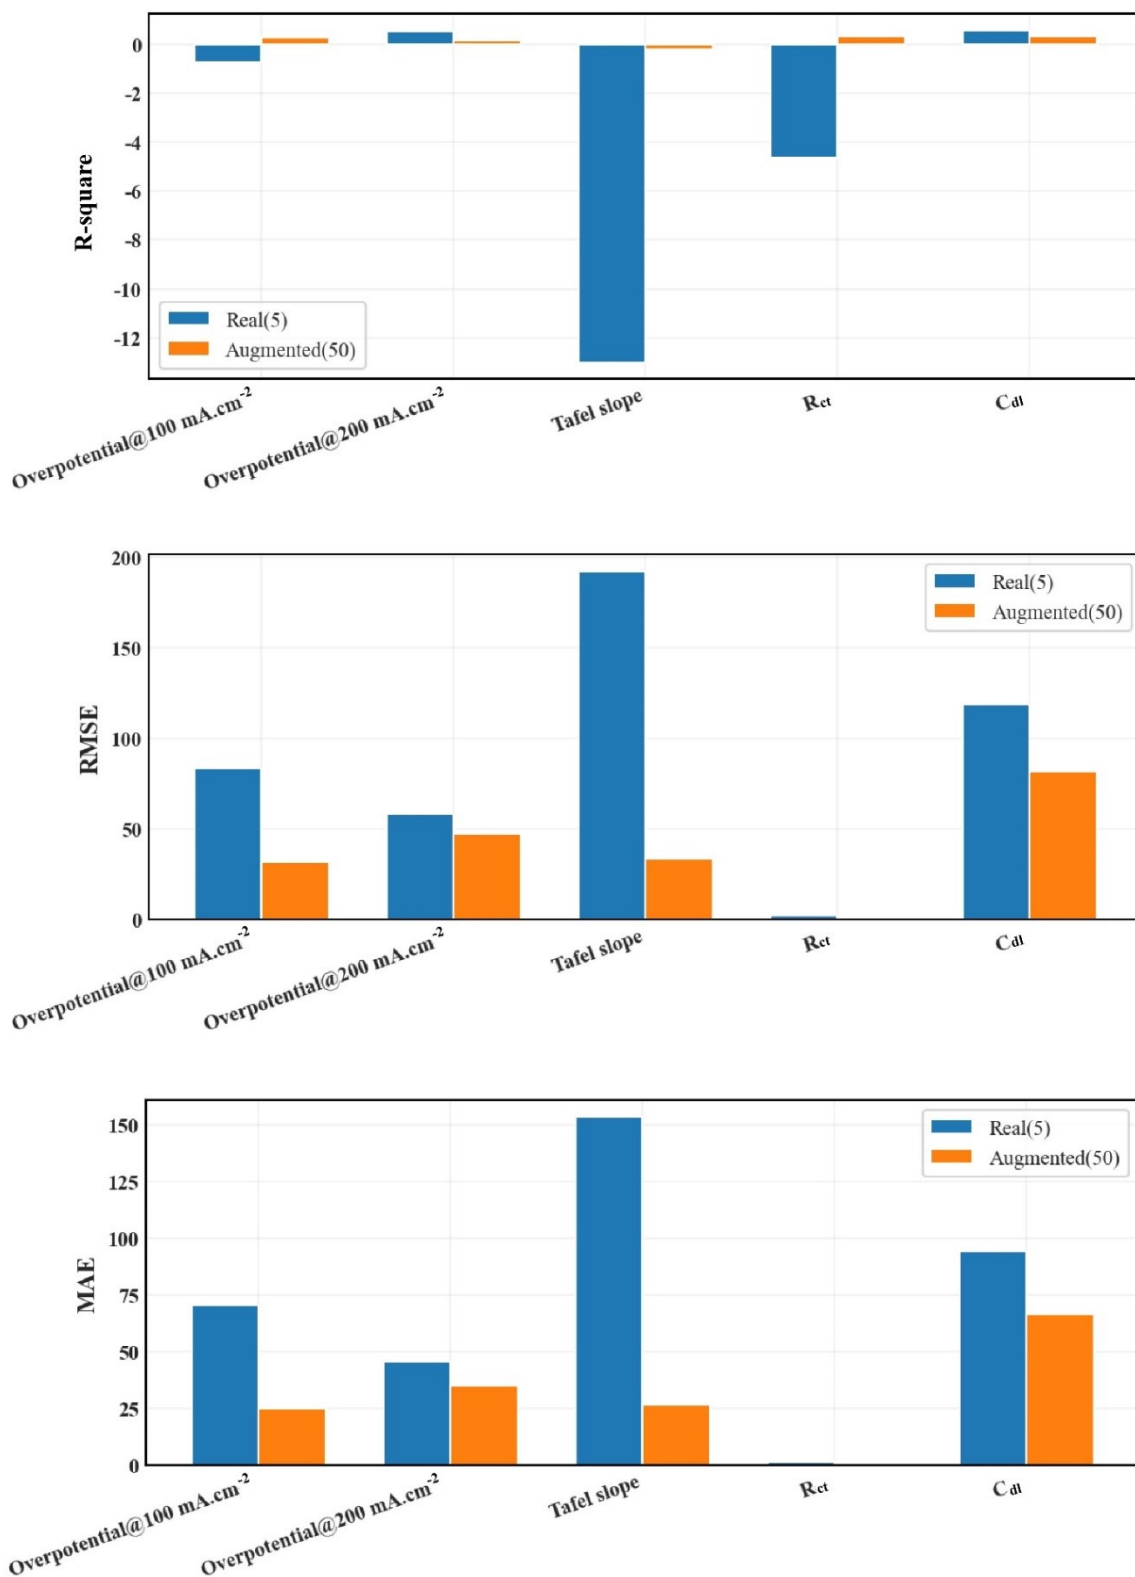 R-square
0
-2
-4
-6
-8
-10
-12
Real(5)
Augmented(50)
Overpotential@100 mA.cm⁻²
Overpotential@200 mA.cm⁻²
Tafel slope
Rct
Cdl
RMSE
200
150
100
50
0
Real(5)
Augmented(50)
Overpotential@100 mA.cm⁻²
Overpotential@200 mA.cm⁻²
Tafel slope
Rct
Cdl
MAE
150
125
100
75
50
25
0
Real(5)
Augmented(50)
Overpotential@100 mA.cm⁻²
Overpotential@200 mA.cm⁻²
Tafel slope
Rct
Cdl